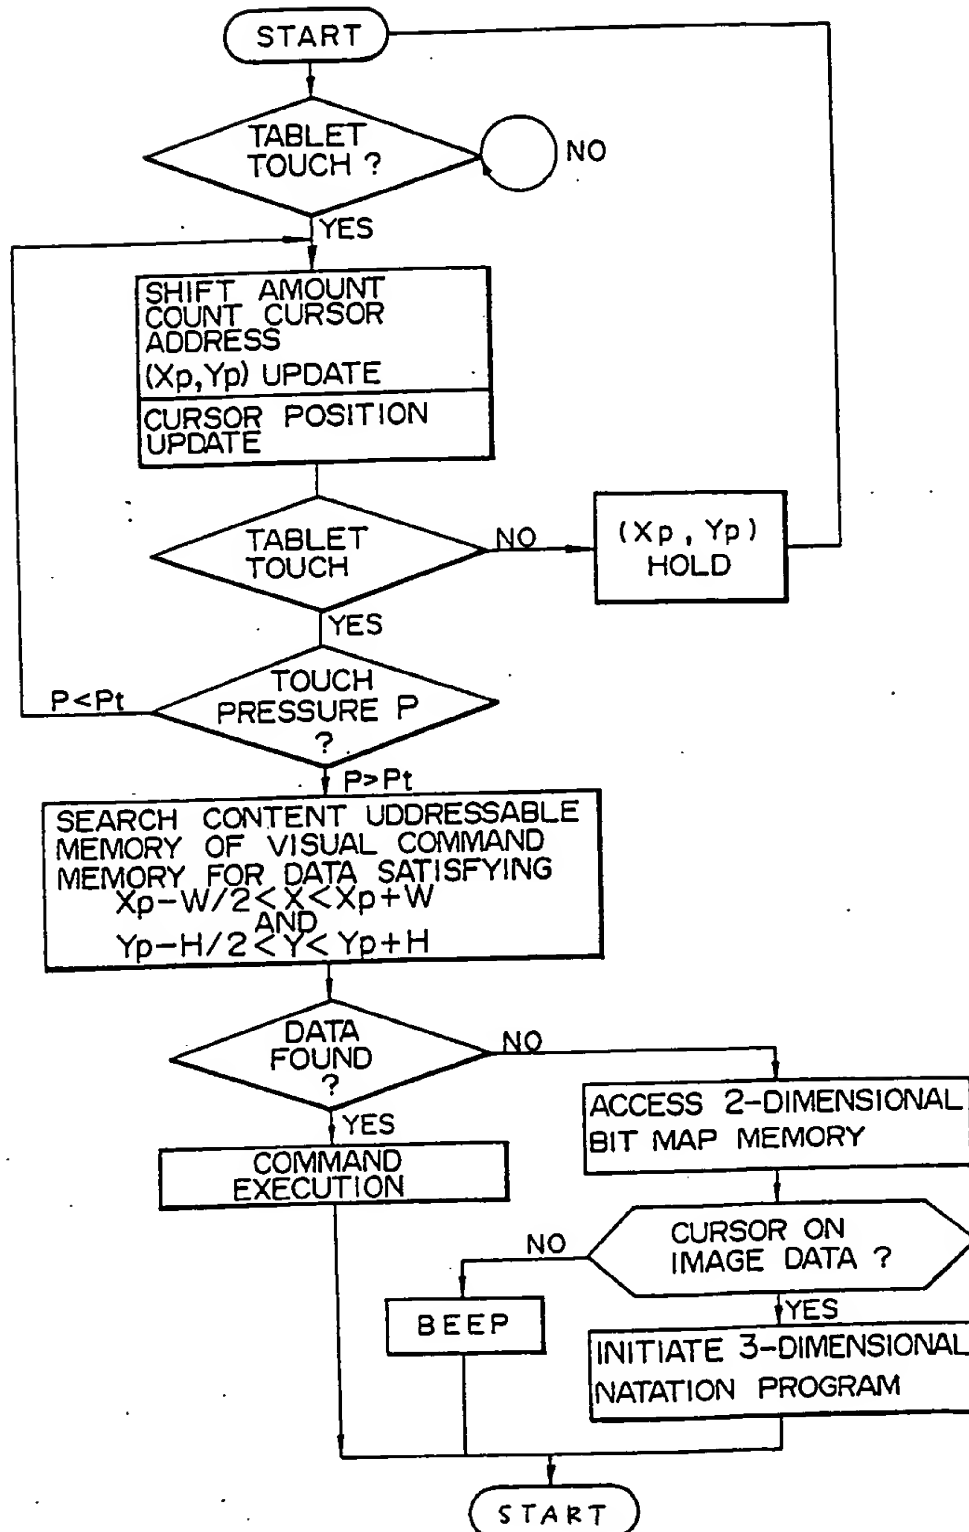 START
TABLET
TOUCH ?
NO
YES
SHIFT AMOUNT
COUNT CURSOR
ADDRESS
(Xp,Yp) UPDATE
CURSOR POSITION
UPDATE
TABLET
TOUCH
NO
(Xp, Yp)
HOLD
YES
TOUCH
PRESSURE P
?
P<Pt
P>Pt
SEARCH CONTENT UDDRESSABLE
MEMORY OF VISUAL COMMAND
MEMORY FOR DATA SATISFYING
Xp-W/2<X<Xp+W
AND
Yp-H/2<Y<Yp+H
DATA
FOUND
?
NO
YES
COMMAND
EXECUTION
ACCESS 2-DIMENSIONAL
BIT MAP MEMORY
CURSOR ON
IMAGE DATA ?
NO
YES
BEEP
INITIATE 3-DIMENSIONAL
NATATION PROGRAM
START